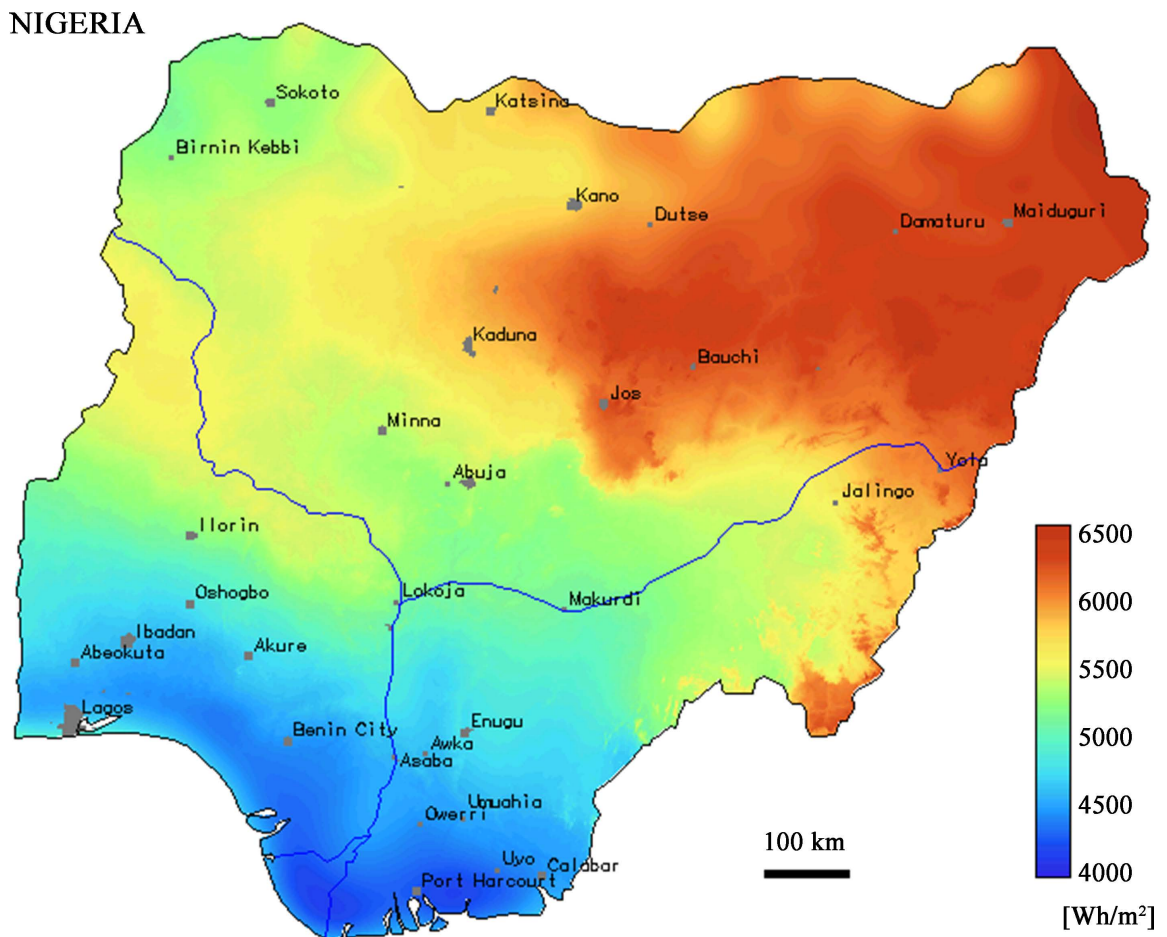 NIGERIA
Sokoto
Katsina
Birnin Kebbi
Kano
Dutse
Damaturu
Maiduguri
Kaduna
Bauchi
Jos
Minna
Abuja
Yola
Jalingo
Ilorin
Oshogbo
Lokoja
Makurdi
Ibadan
Akure
Abeokuta
Lagos
Benin City
Enugu
Awka
Asaba
Umuahia
Owerri
Uyo
Calabar
Port Harcourt
100 km
6500
6000
5500
5000
4500
4000
[Wh/m²]